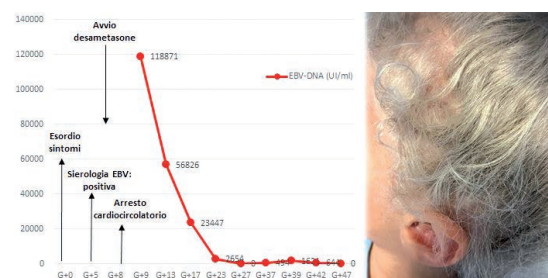 140000
120000
100000
80000
60000
40000
20000
0
Avvio
desametasone
118871
EBV-DNA (UI/ml)
56826
Esordio
sintomi
Sierologia EBV:
positiva
Arresto
cardiocircolatorio
23447
2654
0
0
G+0 G+5 G+8 G+9 G+13 G+17 G+23 G+27 G+37 G+39 G+42 G+47